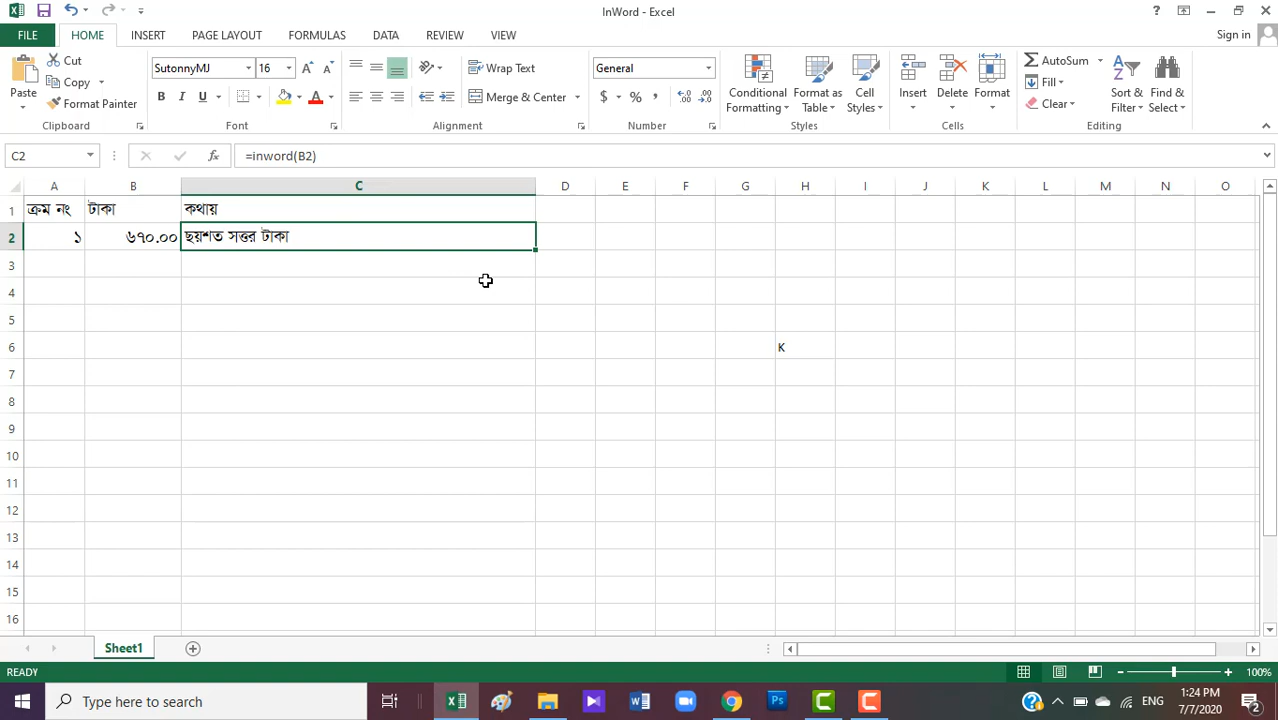 InWord - Excel
?
FILE HOME INSERT PAGE LAYOUT FORMULAS DATA REVIEW VIEW Sign in
Paste Cut Copy Format Painter Clipboard
SutonnyMJ 16 A A B I U A Font
Wrap Text Merge & Center Alignment
General $ % , Number
Conditional Formatting Format as Table Cell Styles Styles
Insert Delete Format Cells
AutoSum Fill Clear Sort & Filter Find & Select Editing
C2 fx =inword(B2)
A B C D E F G H I J K L M N O
1 ক্রম নং টাকা কথায়
2 ১ ৬৭০.০০ ছয়শত সত্তর টাকা
3
4
5
6 K
7
8
9
10
11
12
13
14
15
16
Sheet1
READY 100%
Type here to search ENG 1:24 PM
7/7/2020 2